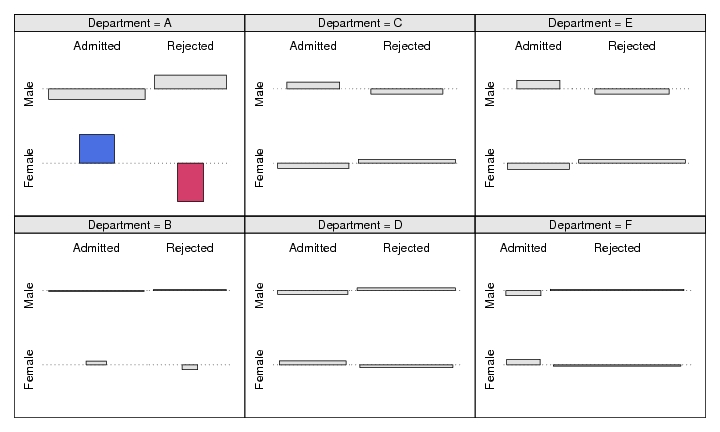 Department = A
Admitted Rejected
Male
Female
Department = C
Admitted Rejected
Male
Female
Department = E
Admitted Rejected
Male
Female
Department = B
Admitted Rejected
Male
Female
Department = D
Admitted Rejected
Male
Female
Department = F
Admitted Rejected
Male
Female